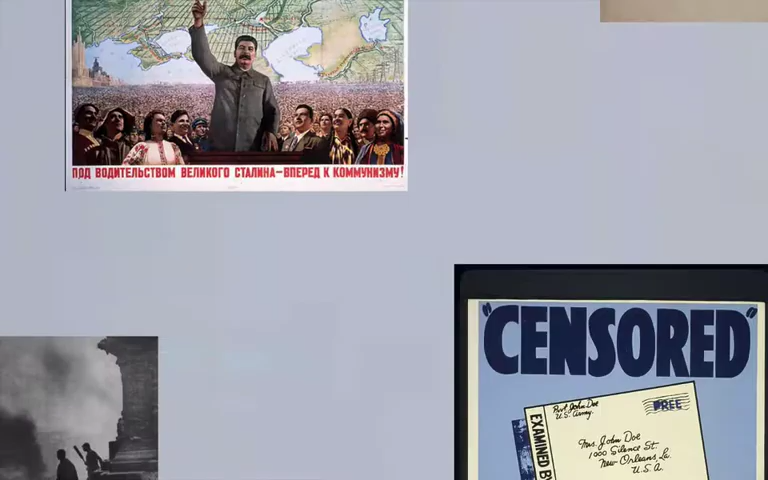 ПОД ВОДИТЕЛЬСТВОМ ВЕЛИКОГО СТАЛИНА—ВПЕРЕД К КОММУНИЗМУ!
"CENSORED"
Pvt. John Doe
U.S. Army.
FREE
EXAMINED BY
Mrs. John Doe
1000 Silence St.
New Orleans, La.
U.S.A.